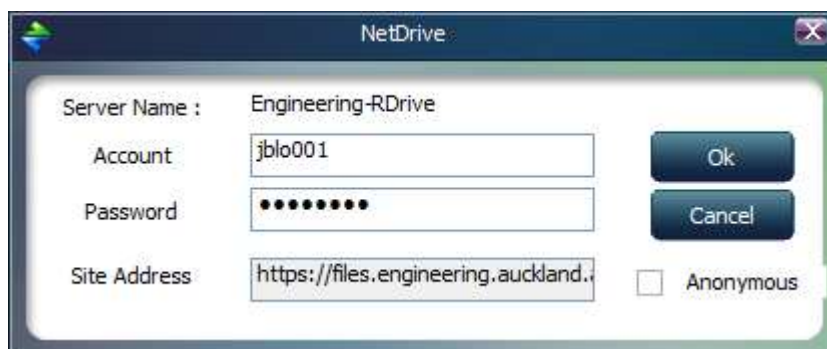 NetDrive
Server Name : Engineering-RDrive
Account jblo001 Ok
Password ●●●●●●●● Cancel
Site Address https://files.engineering.auckland. Anonymous